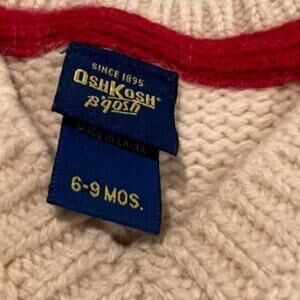 SINCE 1895
OSHKOSH
B'gosh
MADE IN CHINA
6-9 MOS.